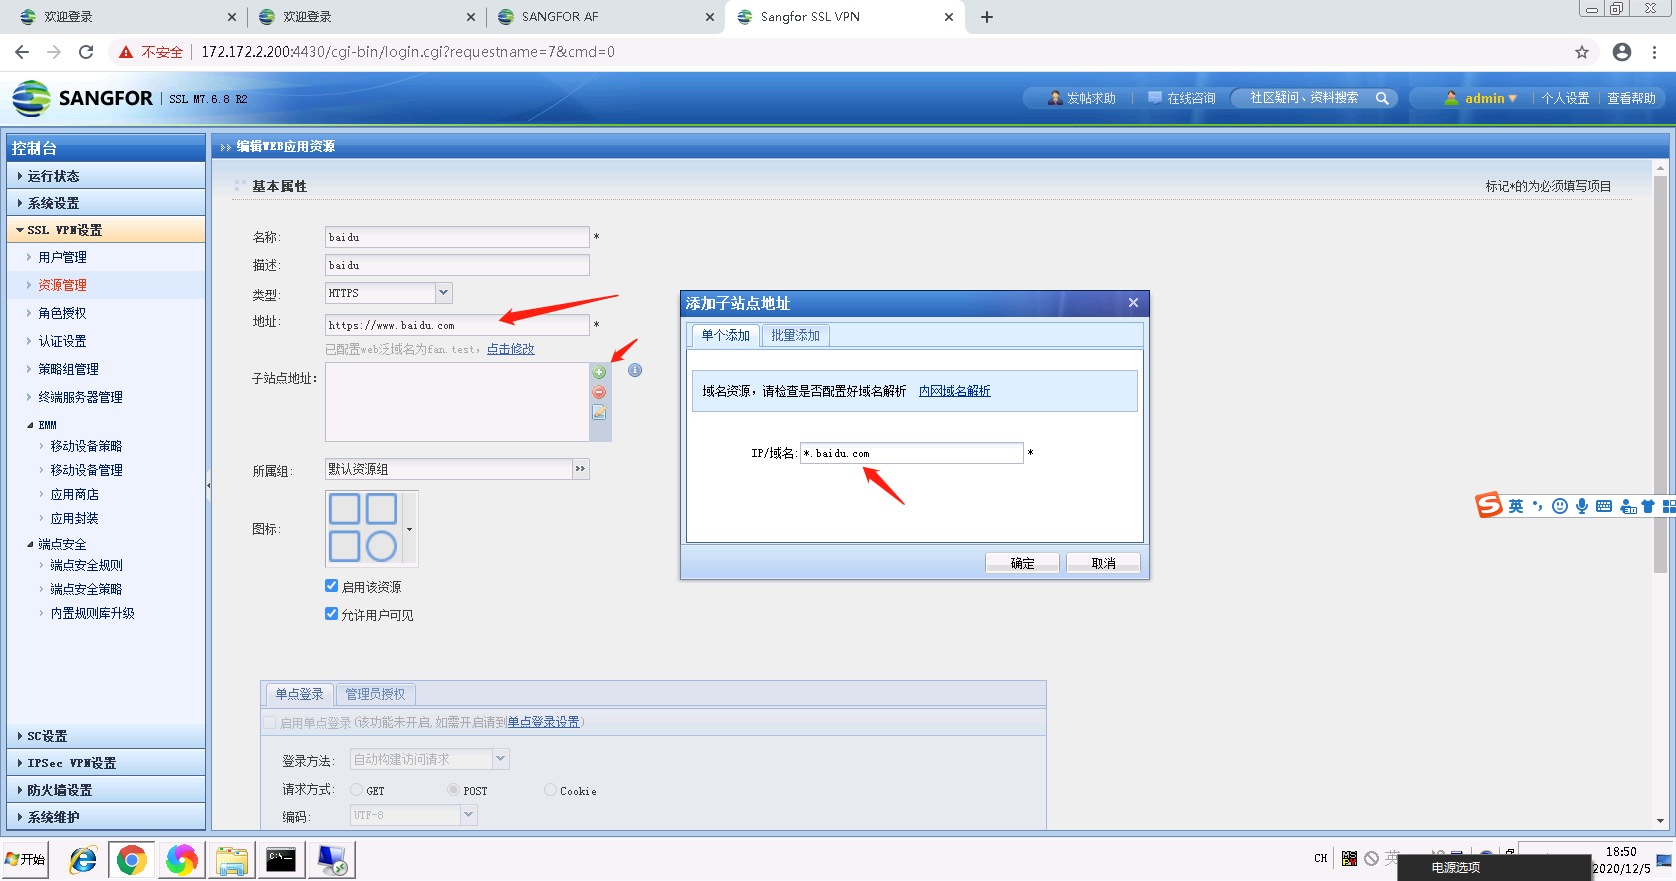 欢迎登录
欢迎登录
SANGFOR AF
Sangfor SSL VPN
不安全
172.172.2.200:4430/cgi-bin/login.cgi?requestname=7&cmd=0
SANGFOR
SSL M7.6.8 R2
发帖求助
在线咨询
社区疑问、资料搜索
admin
个人设置
查看帮助
控制台
运行状态
系统设置
SSL VPN设置
用户管理
资源管理
角色授权
认证设置
策略组管理
终端服务器管理
EMM
移动设备策略
移动设备管理
应用商店
应用封装
端点安全
端点安全规则
端点安全策略
内置规则库升级
SC设置
IPSec VPN设置
防火墙设置
系统维护
编辑WEB应用资源
基本属性
标记*的为必须填写项目
名称: baidu *
描述: baidu
类型: HTTPS
地址: https://www.baidu.com *
已配置web泛域名为fan.test，点击修改
子站点地址:
所属组: 默认资源组
图标:
启用该资源
允许用户可见
单点登录 管理员授权
启用单点登录(该功能未开启,如需开启请到单点登录设置)
登录方法: 自动构建访问请求
请求方式: GET POST Cookie
编码: UTF-8
添加子站点地址
单个添加 批量添加
域名资源，请检查是否配置好域名解析 内网域名解析
IP/域名: *.baidu.com *
确定 取消
英
开始
CH
英
电源选项
18:50
2020/12/5